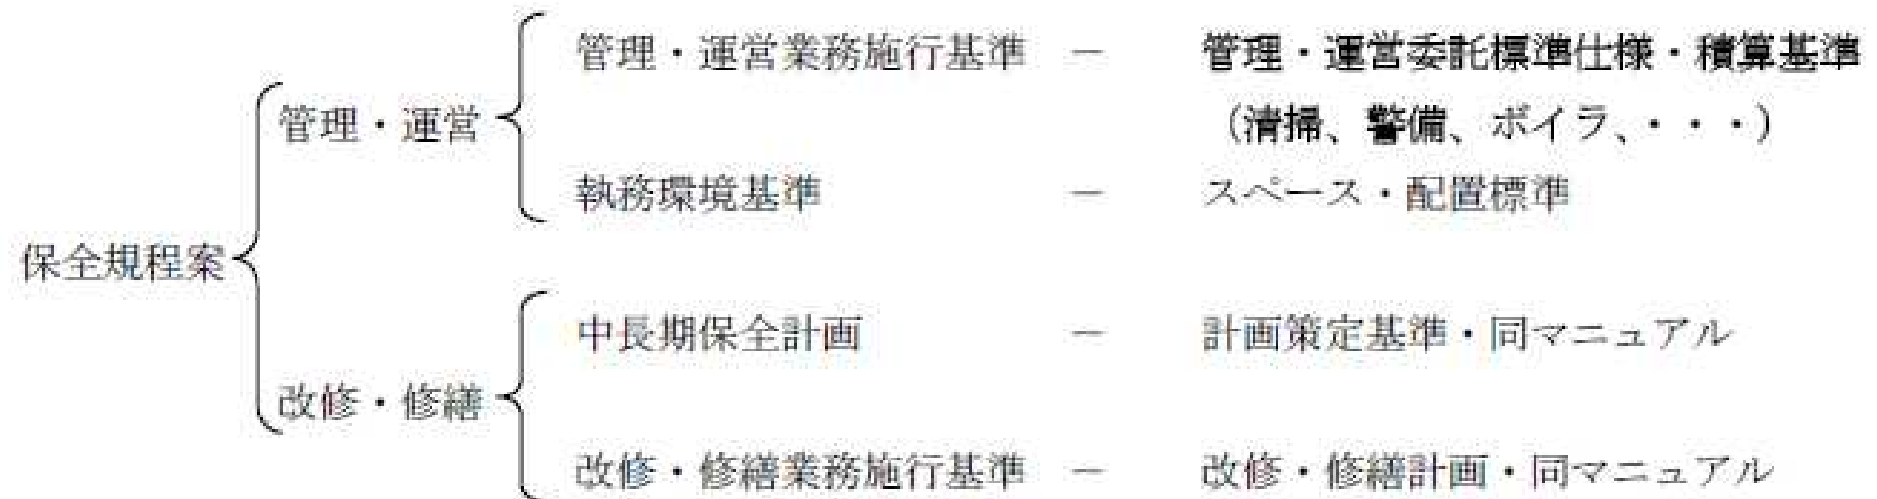 管理・運営業務施行基準 － 管理・運営委託標準仕様・積算基準
管理・運営 （清掃、警備、ボイラ、・・・）
執務環境基準 － スペース・配置標準
保全規程案
中長期保全計画 － 計画策定基準・同マニュアル
改修・修繕
改修・修繕業務施行基準 － 改修・修繕計画・同マニュアル